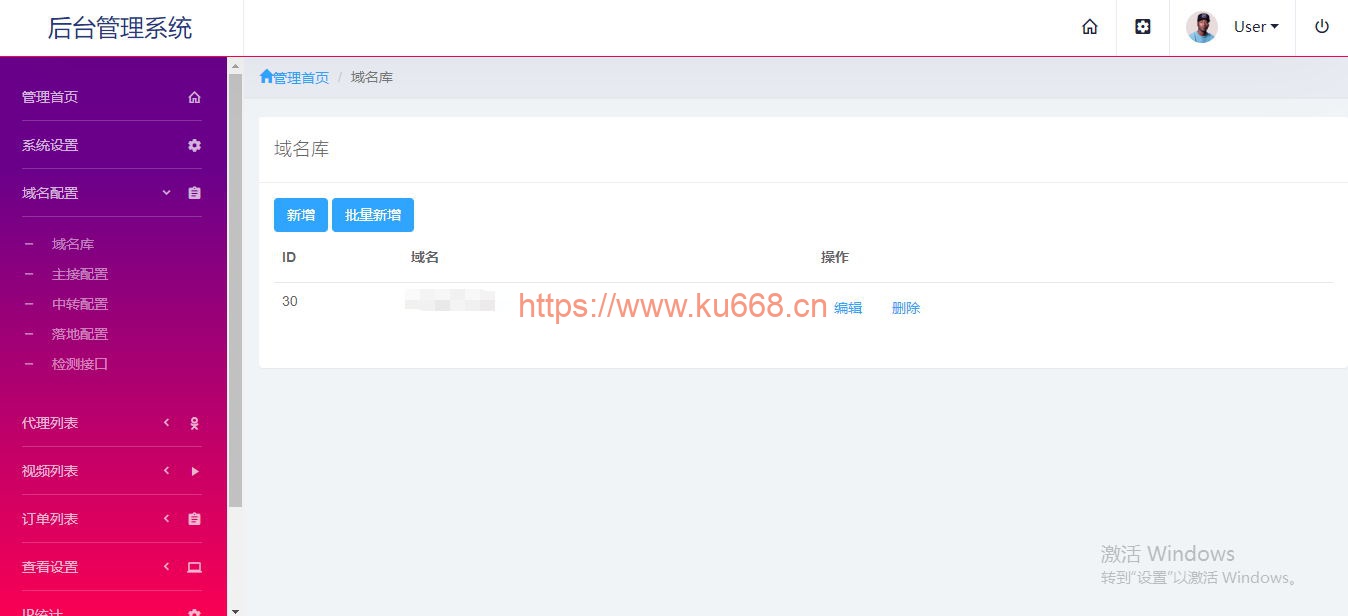 后台管理系统
User
管理首页
系统设置
域名配置
域名库
主接配置
中转配置
落地配置
检测接口
代理列表
视频列表
订单列表
查看设置
IP统计
管理首页 / 域名库
域名库
新增 批量新增
ID 域名 操作
30 https://www.ku668.cn 编辑 删除
激活 Windows
转到“设置”以激活 Windows。